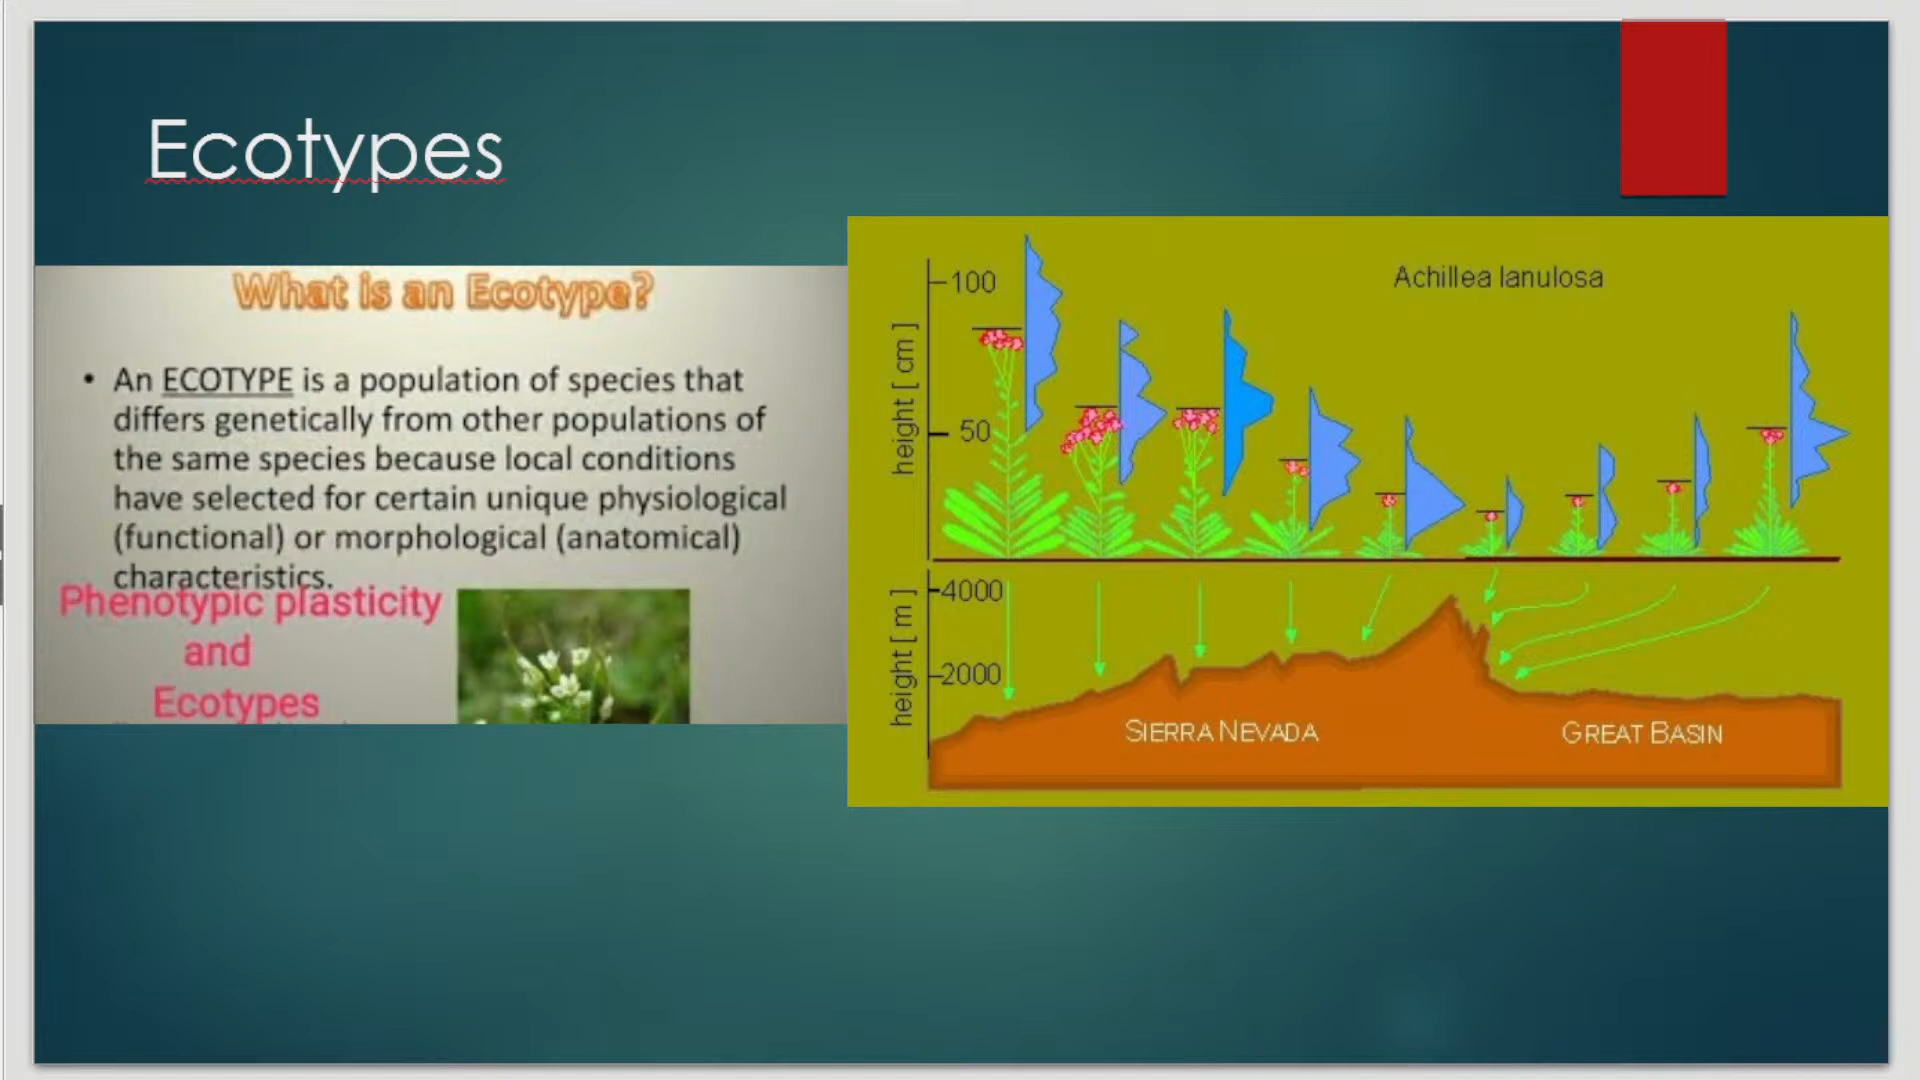 Ecotypes
What is an Ecotype?
• An ECOTYPE is a population of species that
differs genetically from other populations of
the same species because local conditions
have selected for certain unique physiological
(functional) or morphological (anatomical)
characteristics.
Phenotypic plasticity
and
Ecotypes
Achillea lanulosa
height [ cm ]
100
50
height [ m ]
4000
2000
SIERRA NEVADA
GREAT BASIN